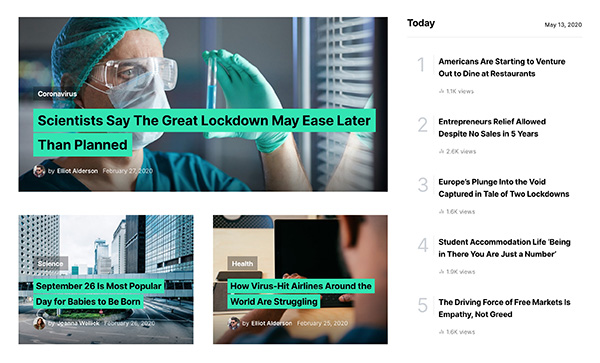 Coronavirus
Scientists Say The Great Lockdown May Ease Later
Than Planned
by Elliot Alderson February 27, 2020
Science
September 26 Is Most Popular
Day for Babies to Be Born
by Joanna Wellick February 26, 2020
Health
How Virus-Hit Airlines Around the
World Are Struggling
by Elliot Alderson February 25, 2020
Today May 13, 2020
1 Americans Are Starting to Venture
Out to Dine at Restaurants
1.1K views
2 Entrepreneurs Relief Allowed
Despite No Sales in 5 Years
2.6K views
3 Europe's Plunge Into the Void
Captured in Tale of Two Lockdowns
1.6K views
4 Student Accommodation Life 'Being
in There You Are Just a Number'
1.9K views
5 The Driving Force of Free Markets Is
Empathy, Not Greed
1.6K views